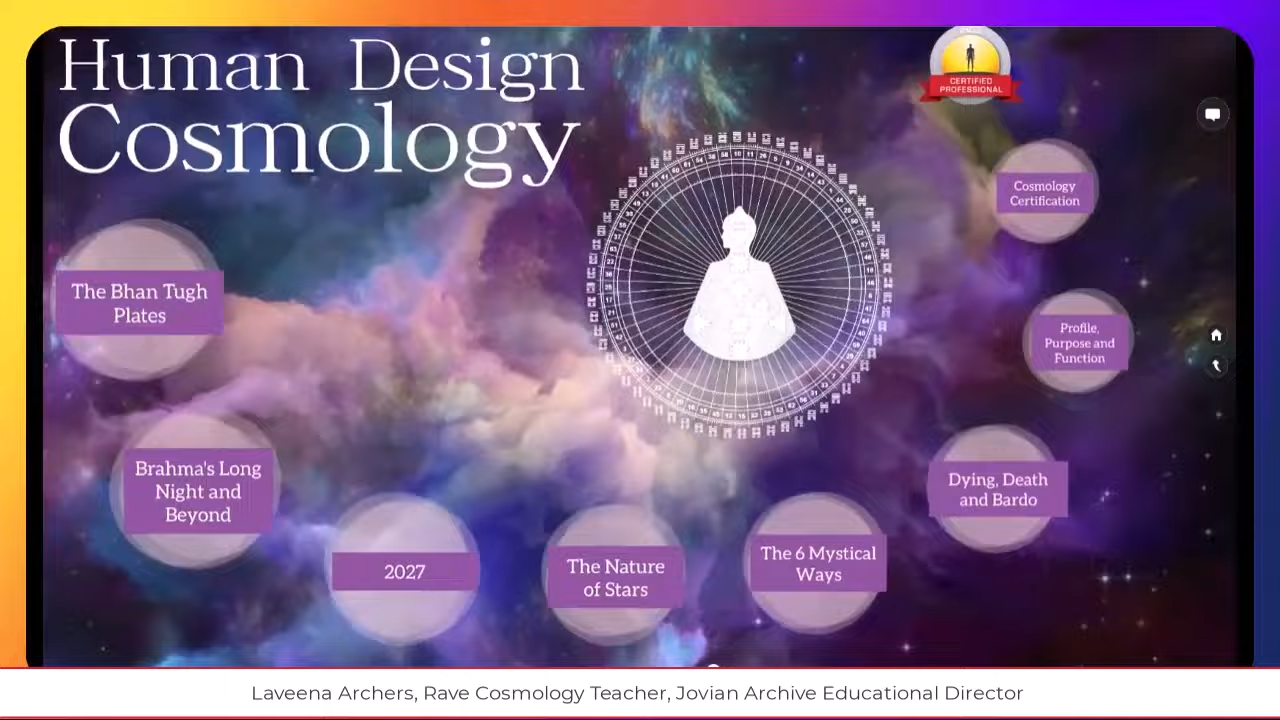 Human Design
Cosmology
CERTIFIED
PROFESSIONAL
Cosmology
Certification
The Bhan Tugh
Plates
Profile,
Purpose and
Function
Brahma's Long
Night and
Beyond
Dying, Death
and Bardo
2027
The Nature
of Stars
The 6 Mystical
Ways
Laveena Archers, Rave Cosmology Teacher, Jovian Archive Educational Director